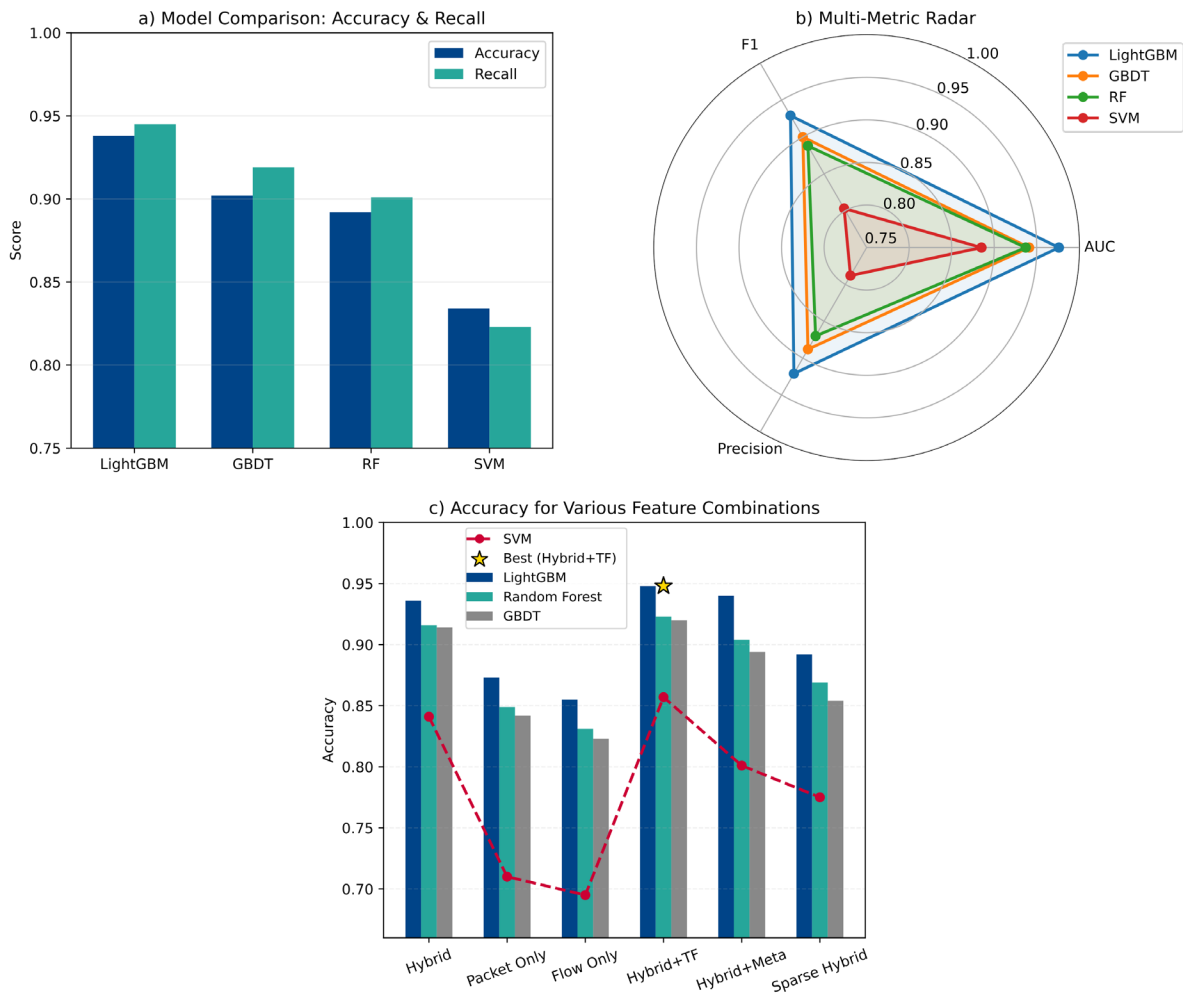 a) Model Comparison: Accuracy & Recall
1.00
0.95
0.90
0.85
0.80
0.75
Score
Accuracy
Recall
LightGBM
GBDT
RF
SVM
b) Multi-Metric Radar
F1
AUC
Precision
1.00
0.95
0.90
0.85
0.80
0.75
LightGBM
GBDT
RF
SVM
c) Accuracy for Various Feature Combinations
1.00
0.95
0.90
0.85
0.80
0.75
0.70
Accuracy
SVM
Best (Hybrid+TF)
LightGBM
Random Forest
GBDT
Hybrid
Packet Only
Flow Only
Hybrid+TF
Hybrid+Meta
Sparse Hybrid